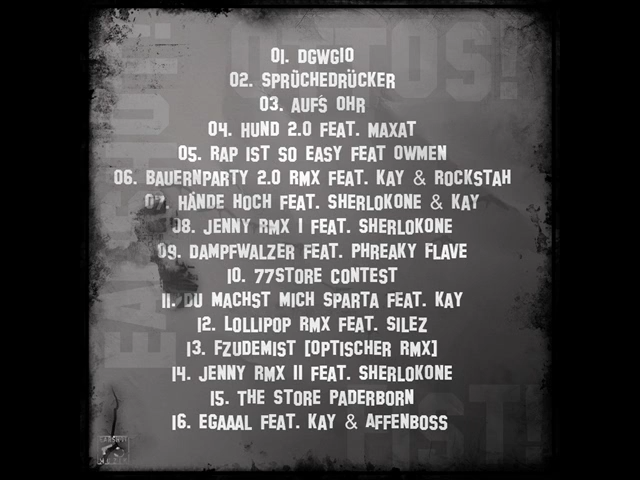 01. DGWGIO
02. SPRÜCHEDRÜCKER
03. AUF´S OHR
04. HUND 2.0 FEAT. MAXAT
05. RAP IST SO EASY FEAT OWMEN
06. BAUERNPARTY 2.0 RMX FEAT. KAY & ROCKSTAH
07. HÄNDE HOCH FEAT. SHERLOKONE & KAY
08. JENNY RMX I FEAT. SHERLOKONE
09. DAMPFWALZER FEAT. PHREAKY FLAVE
10. 77STORE CONTEST
11. DU MACHST MICH SPARTA FEAT. KAY
12. LOLLIPOP RMX FEAT. SILEZ
13. FZUDEMIST [OPTISCHER RMX]
14. JENNY RMX II FEAT. SHERLOKONE
15. THE STORE PADERBORN
16. EGAAAL FEAT. KAY & AFFENBOSS